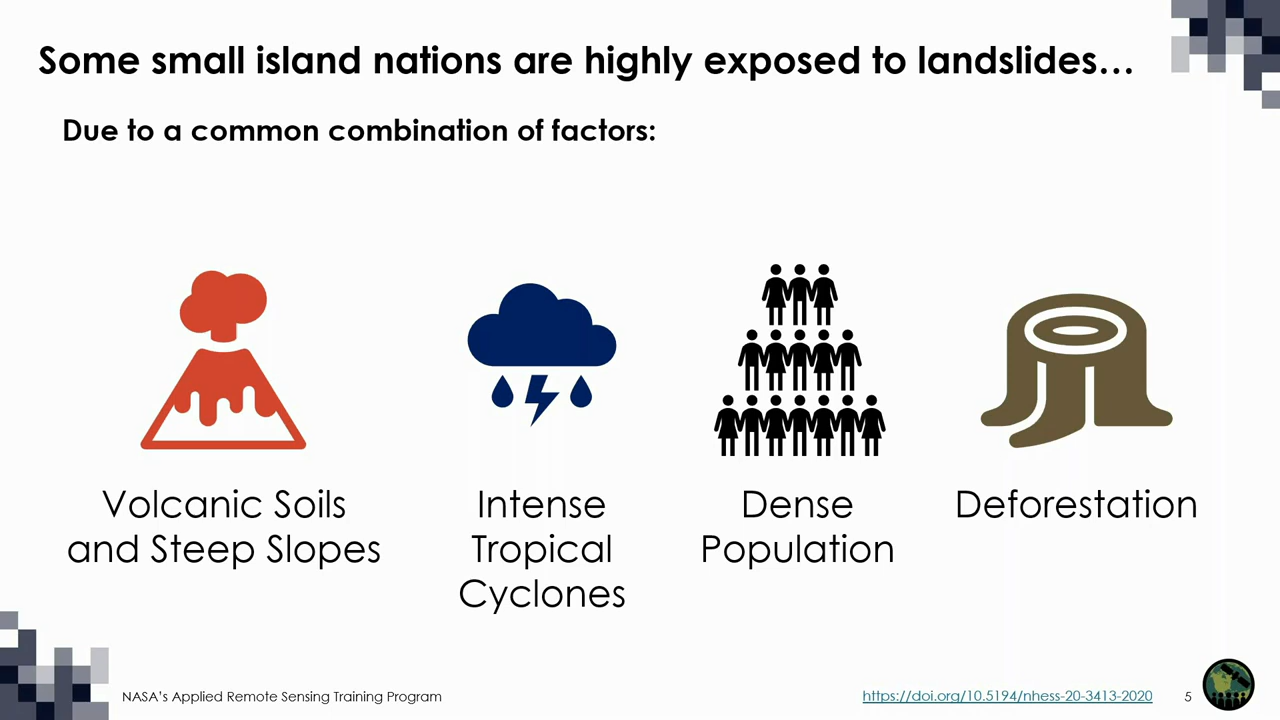 Some small island nations are highly exposed to landslides…
Due to a common combination of factors:
Volcanic Soils
and Steep Slopes
Intense
Tropical
Cyclones
Dense
Population
Deforestation
NASA's Applied Remote Sensing Training Program
https://doi.org/10.5194/nhess-20-3413-2020
5